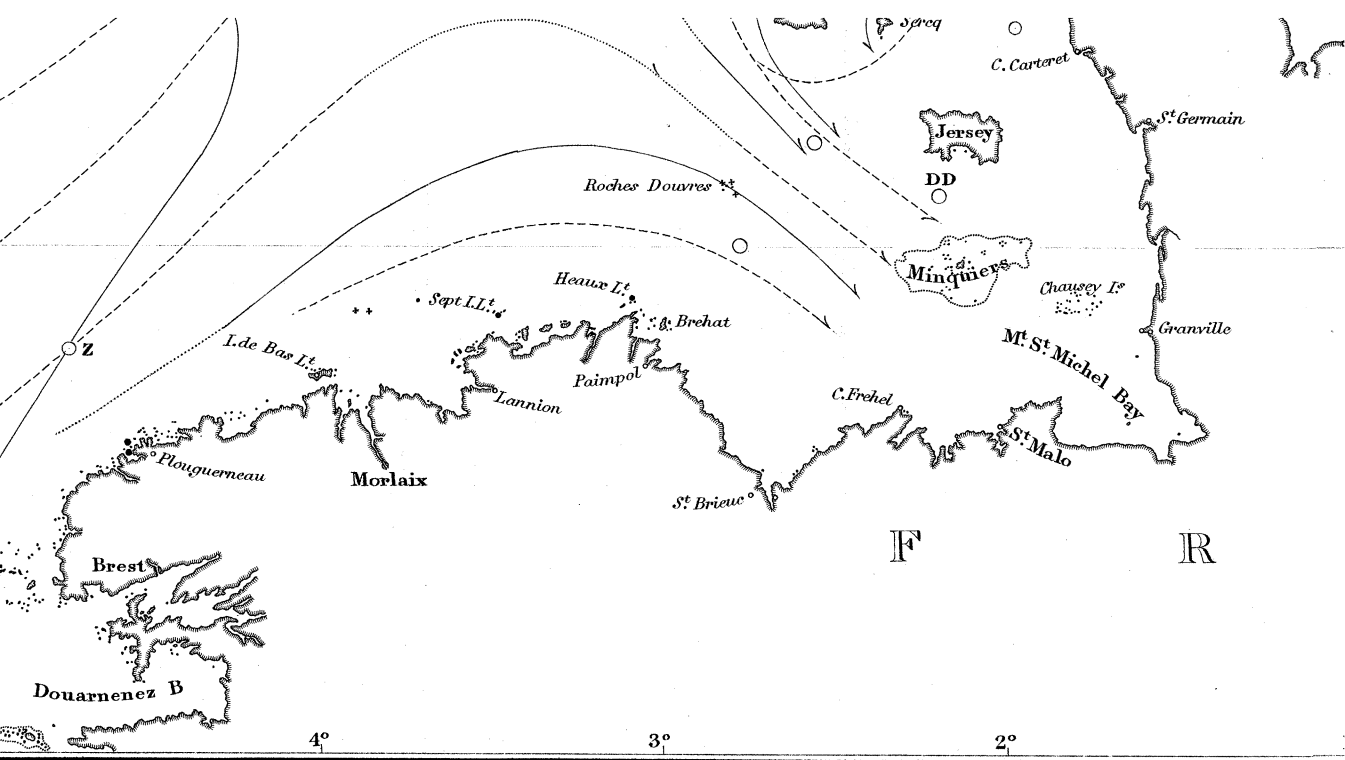 Sercq
C. Carteret
St. Germain
Jersey
DD
Roches Douvres
Minquiers
Heaux Lt.
Sept I. Lt.
Chausey Is
Brehat
Granville
Z
I. de Bas Lt.
Mt. St. Michel Bay
Paimpol
Lannion
C. Frehel
St. Malo
Plouguerneau
Morlaix
St. Brieuc
F R
Brest
Douarnenez B
4° 3° 2°